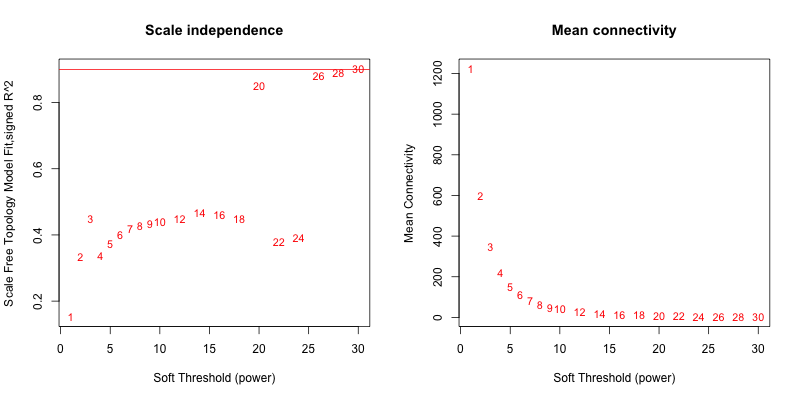 Scale independence
Scale Free Topology Model Fit,signed R^2
0.2 0.4 0.6 0.8
1 2 3 4 5 6 7 8 9 10 12 14 16 18 20 22 24 26 28 30
0 5 10 15 20 25 30
Soft Threshold (power)
Mean connectivity
Mean Connectivity
0 200 400 600 800 1000 1200
1 2 3 4 5 6 7 8 9 10 12 14 16 18 20 22 24 26 28 30
0 5 10 15 20 25 30
Soft Threshold (power)